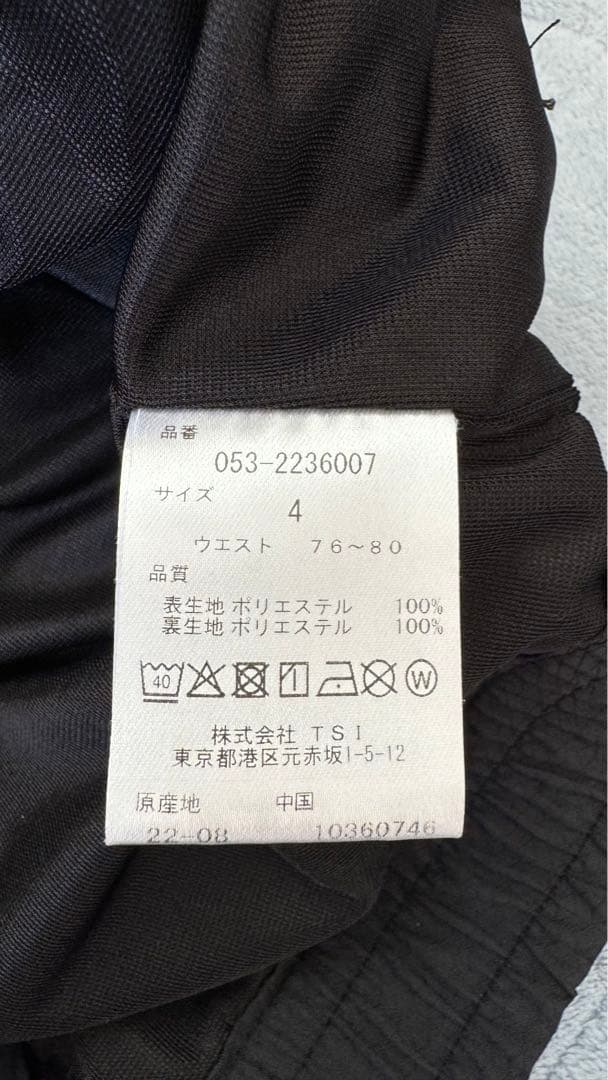 品番
053-2236007
サイズ
4
ウエスト 76～80
品質
表生地 ポリエステル 100%
裏生地 ポリエステル 100%
40
W
株式会社 TSI
東京都港区元赤坂1-5-12
原産地 中国
22-08 10360746